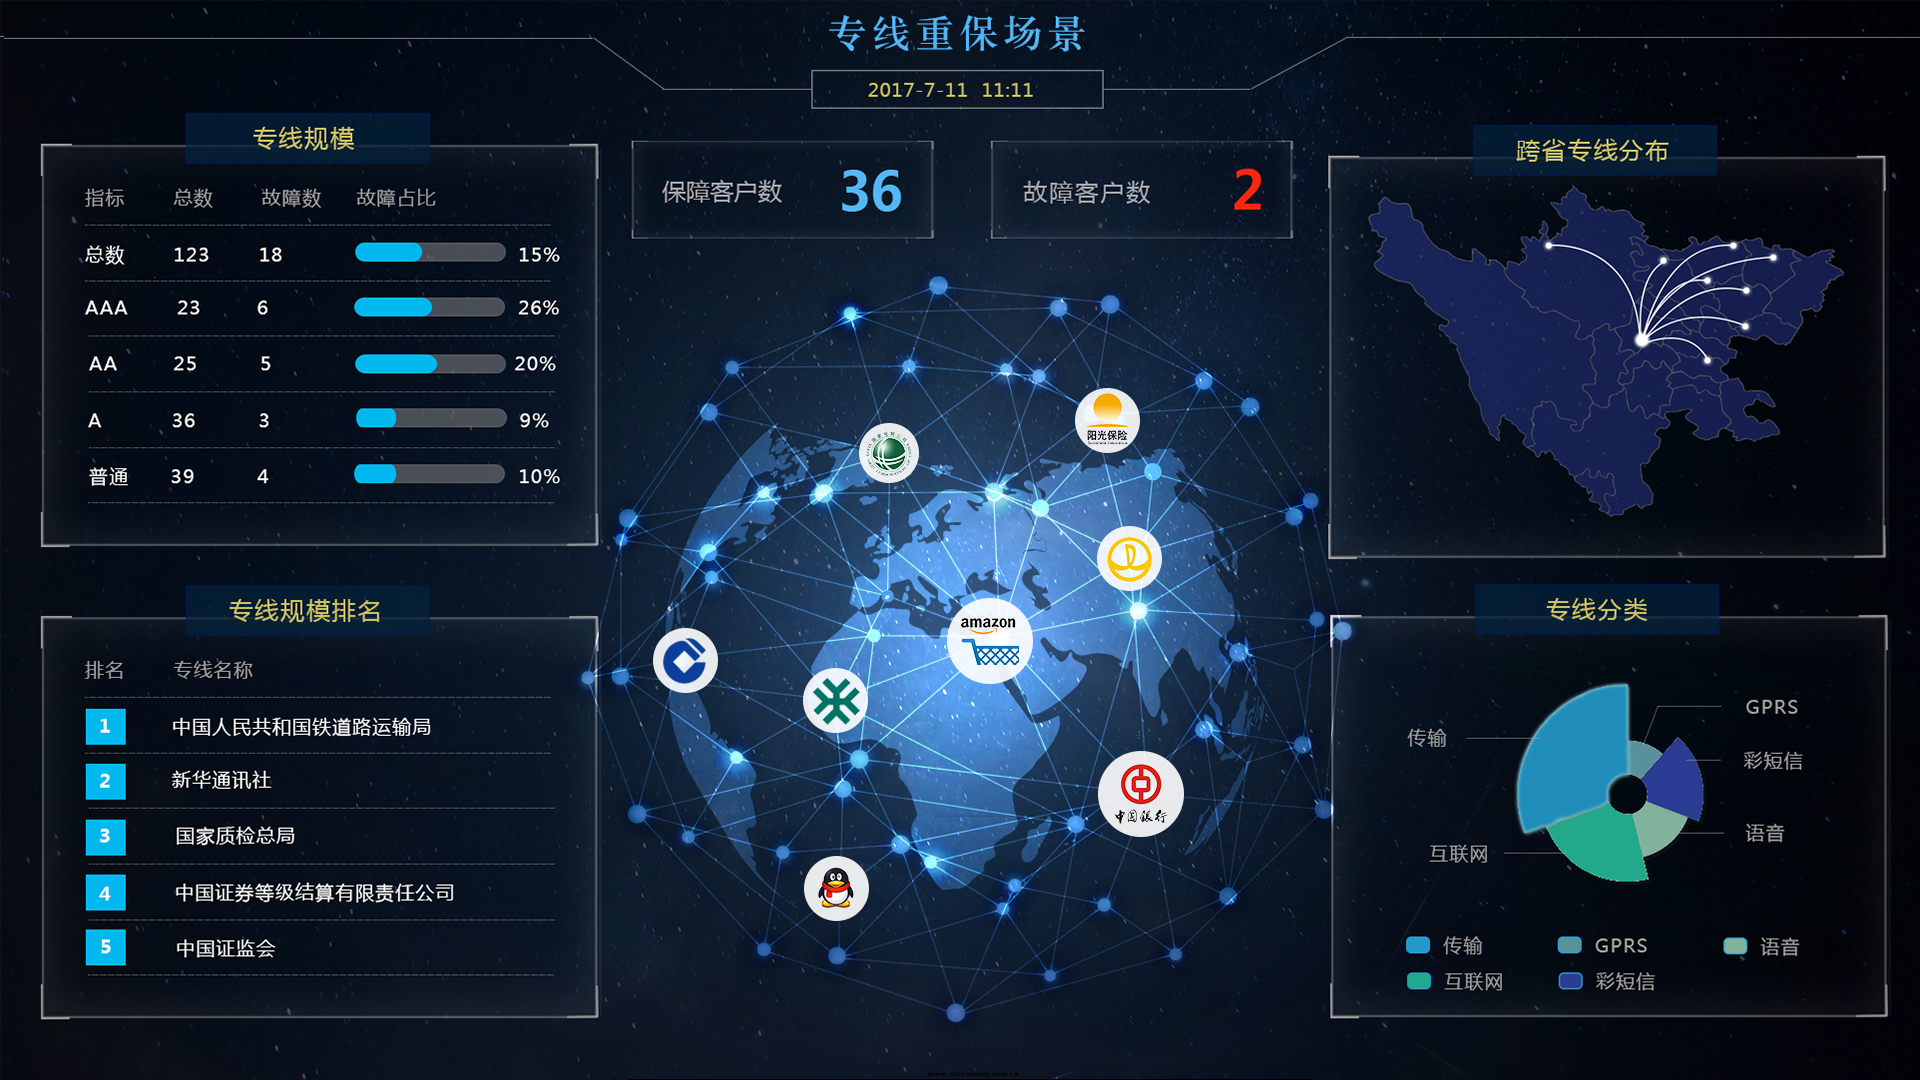 专线重保场景
2017-7-11 11:11
专线规模
指标 总数 故障数 故障占比
总数 123 18 15%
AAA 23 6 26%
AA 25 5 20%
A 36 3 9%
普通 39 4 10%
专线规模排名
排名 专线名称
1 中国人民共和国铁道路运输局
2 新华通讯社
3 国家质检总局
4 中国证券等级结算有限责任公司
5 中国证监会
保障客户数 36
故障客户数 2
阳光保险
amazon
中国银行
跨省专线分布
专线分类
GPRS
传输
彩短信
语音
互联网
传输 GPRS 语音
互联网 彩短信